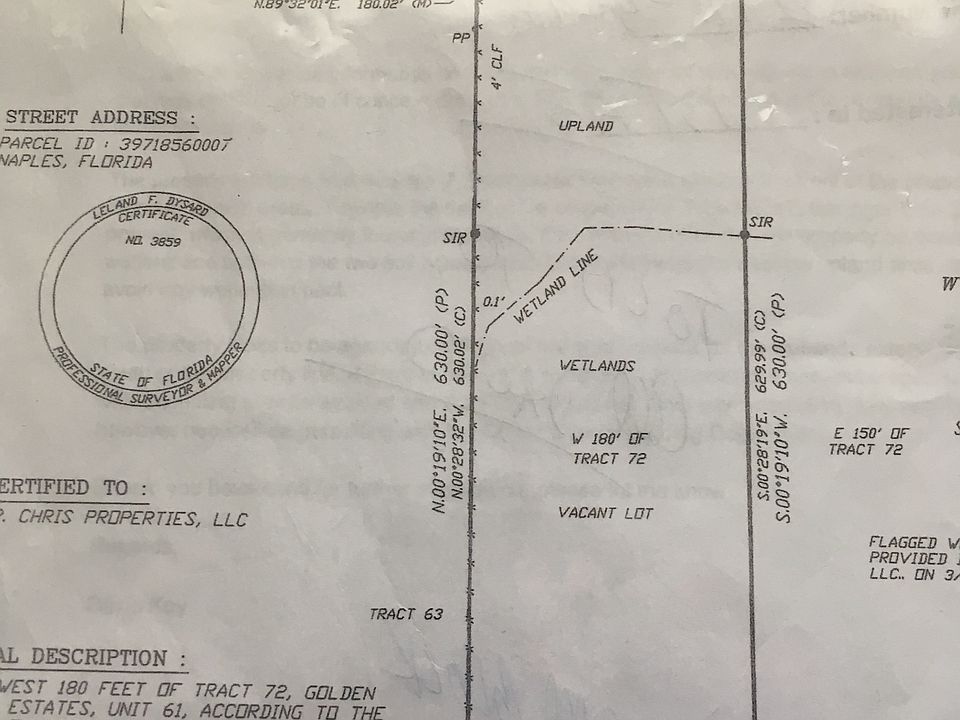 N.89°32'01"E. 180.02' (M)
PP
4' CLF
STREET ADDRESS :
PARCEL ID : 39718560007
NAPLES, FLORIDA
UPLAND
LELAND F. DYSARD
CERTIFICATE
NO. 3859
STATE OF FLORIDA
PROFESSIONAL SURVEYOR & MAPPER
SIR
SIR
0.1'
WETLAND LINE
N.00°19'10"E. 630.00' (P)
N.00°28'32"W. 630.02' (C)
WETLANDS
S.00°28'19"E. 629.99' (C)
S.00°19'10"W. 630.00' (P)
W 180' OF
TRACT 72
E 150' OF
TRACT 72
VACANT LOT
ERTIFIED TO :
P. CHRIS PROPERTIES, LLC
FLAGGED W
PROVIDED
LLC.. ON 3/
TRACT 63
AL DESCRIPTION :
WEST 180 FEET OF TRACT 72, GOLDEN
ESTATES, UNIT 61, ACCORDING TO THE